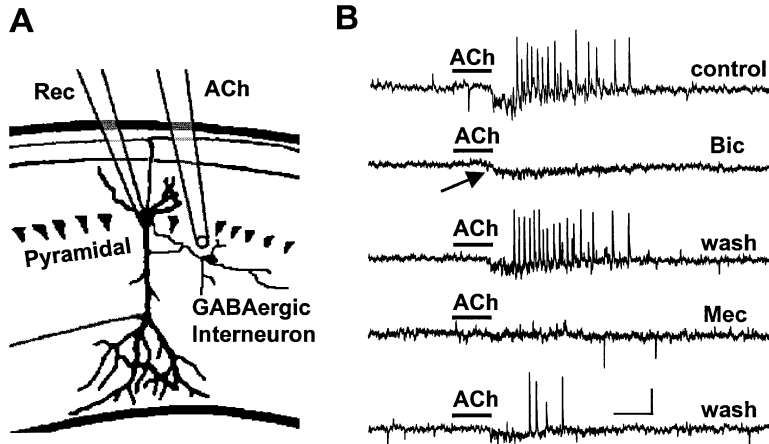 A
Rec
ACh
Pyramidal
GABAergic
Interneuron
B
ACh
control
ACh
Bic
ACh
wash
ACh
Mec
ACh
wash